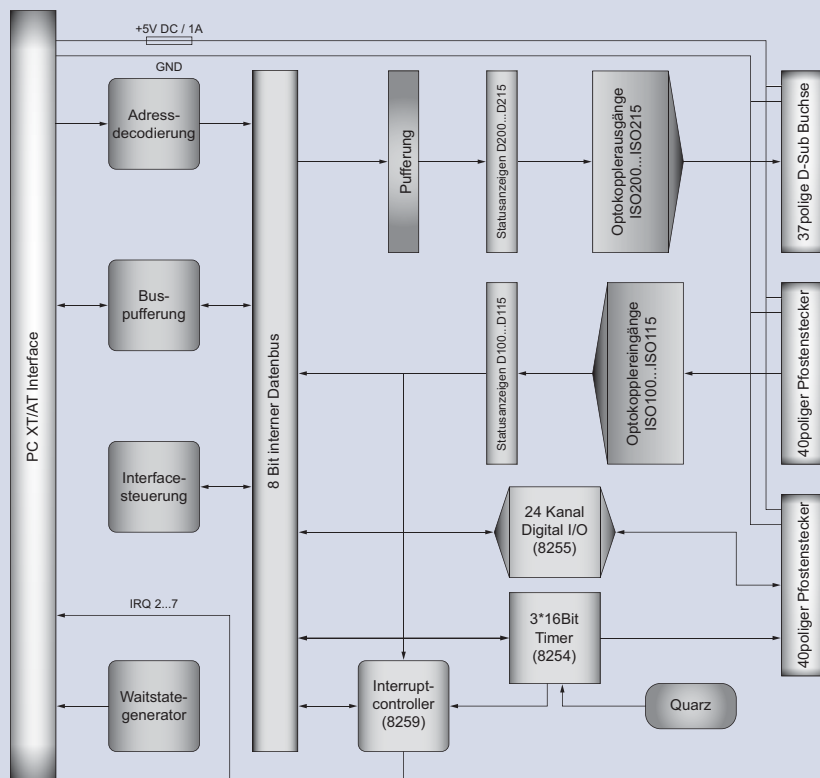 +5V DC / 1A
GND
PC XT/AT Interface
Adress-
decodierung
Bus-
pufferung
Interface-
steuerung
IRQ 2...7
Waitstate-
generator
8 Bit interner Datenbus
Pufferung
Statusanzeigen D200...D215
Optokopplerausgänge
ISO200...ISO215
37polige D-Sub Buchse
Statusanzeigen D100...D115
Optokopplereingänge
ISO100...ISO115
40poliger Pfostenstecker
24 Kanal
Digital I/O
(8255)
40poliger Pfostenstecker
3*16Bit
Timer
(8254)
Interrupt-
controller
(8259)
Quarz